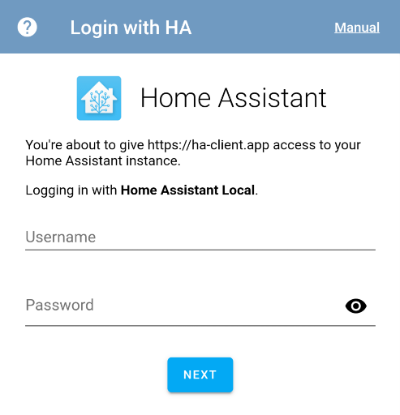 ? Login with HA Manual
Home Assistant
You're about to give https://ha-client.app access to your
Home Assistant instance.
Logging in with Home Assistant Local.
Username
Password
NEXT